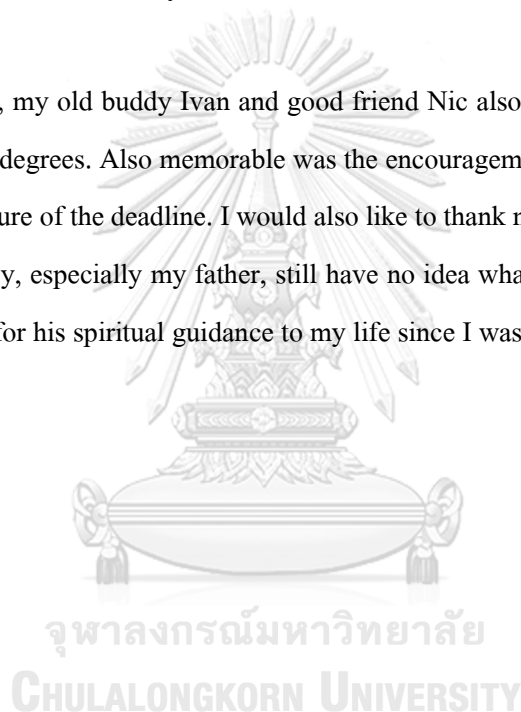 , my old buddy Ivan and good friend Nic also
degrees. Also memorable was the encouragem
ure of the deadline. I would also like to thank
y, especially my father, still have no idea wha
for his spiritual guidance to my life since I was
จุฬาลงกรณ์มหาวิทยาลัย
CHULALONGKORN UNIVERSITY